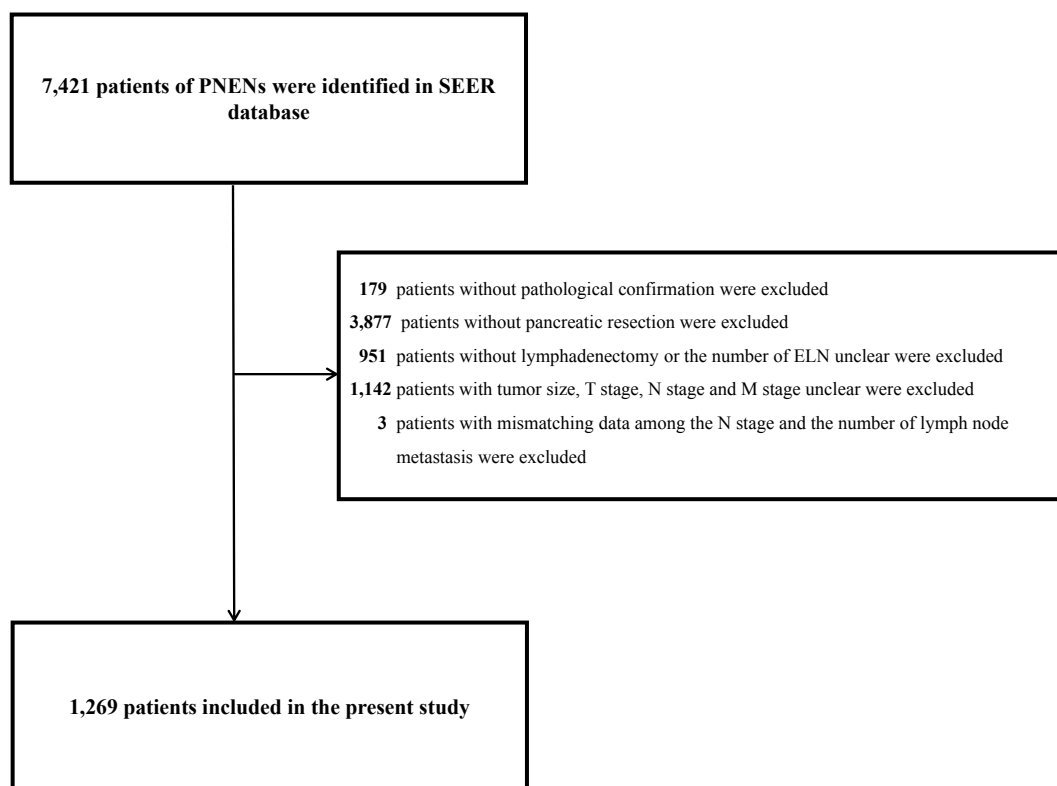 7,421 patients of PNENs were identified in SEER
database
179 patients without pathological confirmation were excluded
3,877 patients without pancreatic resection were excluded
951 patients without lymphadenectomy or the number of ELN unclear were excluded
1,142 patients with tumor size, T stage, N stage and M stage unclear were excluded
3 patients with mismatching data among the N stage and the number of lymph node
metastasis were excluded
1,269 patients included in the present study